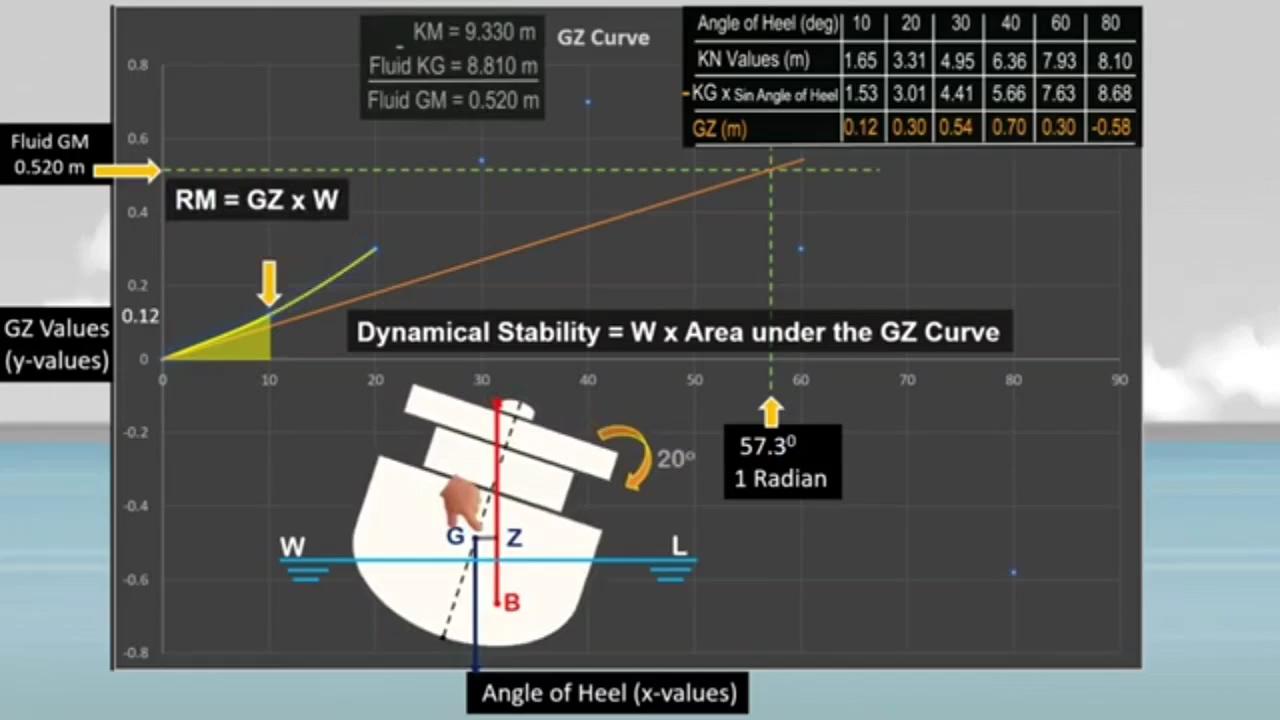 KM = 9.330 m
Fluid KG = 8.810 m
Fluid GM = 0.520 m
GZ Curve
Angle of Heel (deg) 10 20 30 40 60 80
KN Values (m) 1.65 3.31 4.95 6.36 7.93 8.10
-KG x Sin Angle of Heel 1.53 3.01 4.41 5.66 7.63 8.68
GZ (m) 0.12 0.30 0.54 0.70 0.30 -0.58
0.8
0.6
Fluid GM
0.520 m
RM = GZ x W
0.4
0.2
0.12
GZ Values
(y-values)
Dynamical Stability = W x Area under the GZ Curve
0
0 10 20 30 40 50 60 70 80 90
-0.2
-0.4
-0.6
-0.8
20º
57.3⁰
1 Radian
G Z
W L
B
Angle of Heel (x-values)